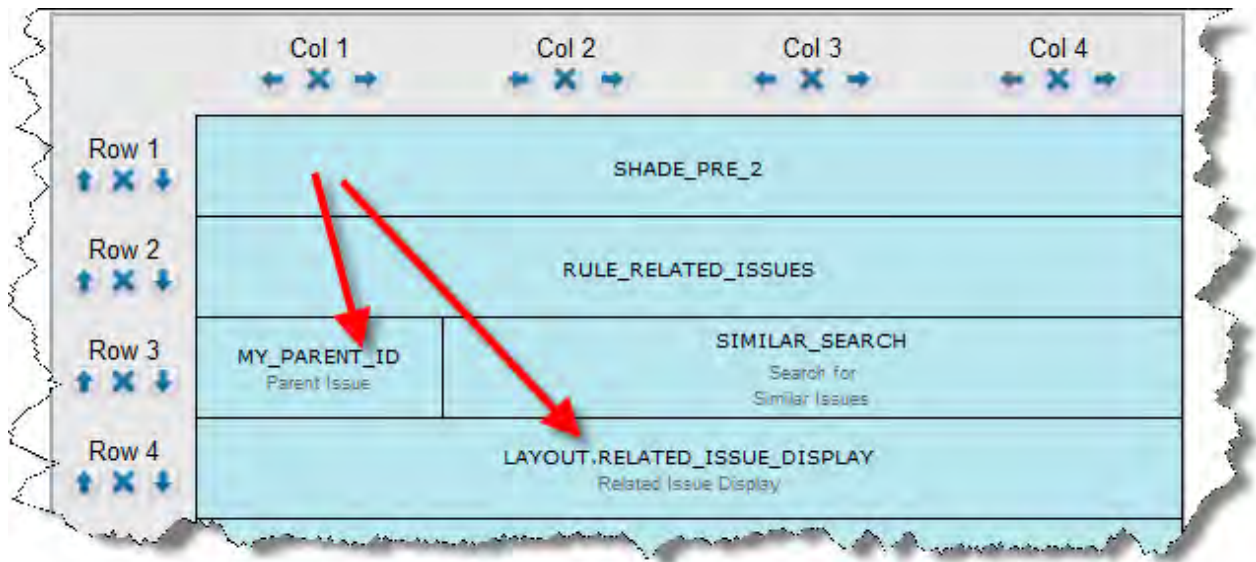 Col 1 Col 2 Col 3 Col 4
Row 1
SHADE_PRE_2
Row 2
RULE_RELATED_ISSUES
Row 3
MY_PARENT_ID
Parent Issue
SIMILAR_SEARCH
Search for
Similar Issues
Row 4
LAYOUT.RELATED_ISSUE_DISPLAY
Related Issue Display